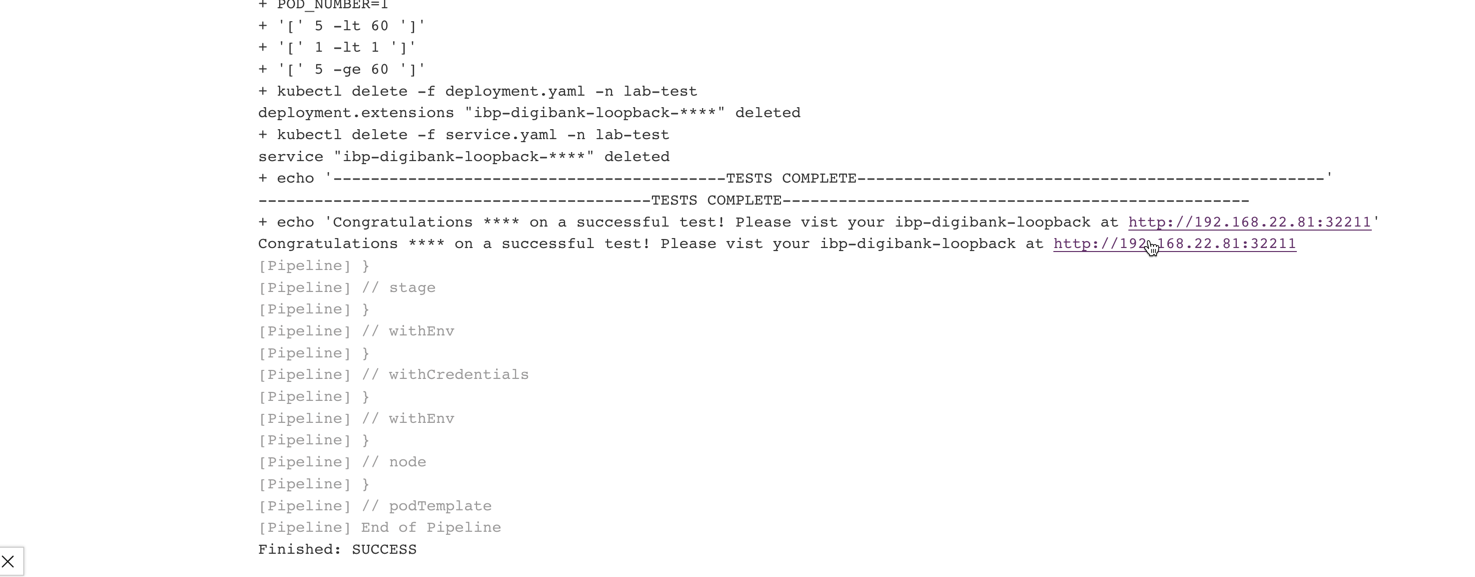 + POD_NUMBER=1
+ '[' 5 -lt 60 ']'
+ '[' 1 -lt 1 ']'
+ '[' 5 -ge 60 ']'
+ kubectl delete -f deployment.yaml -n lab-test
deployment.extensions "ibp-digibank-loopback-****" deleted
+ kubectl delete -f service.yaml -n lab-test
service "ibp-digibank-loopback-****" deleted
+ echo '------------------------------------------TESTS COMPLETE--------------------------------------------------'
------------------------------------------TESTS COMPLETE--------------------------------------------------
+ echo 'Congratulations **** on a successful test! Please vist your ibp-digibank-loopback at http://192.168.22.81:32211'
Congratulations **** on a successful test! Please vist your ibp-digibank-loopback at http://192.168.22.81:32211
[Pipeline] }
[Pipeline] // stage
[Pipeline] }
[Pipeline] // withEnv
[Pipeline] }
[Pipeline] // withCredentials
[Pipeline] }
[Pipeline] // withEnv
[Pipeline] }
[Pipeline] // node
[Pipeline] }
[Pipeline] // podTemplate
[Pipeline] End of Pipeline
Finished: SUCCESS